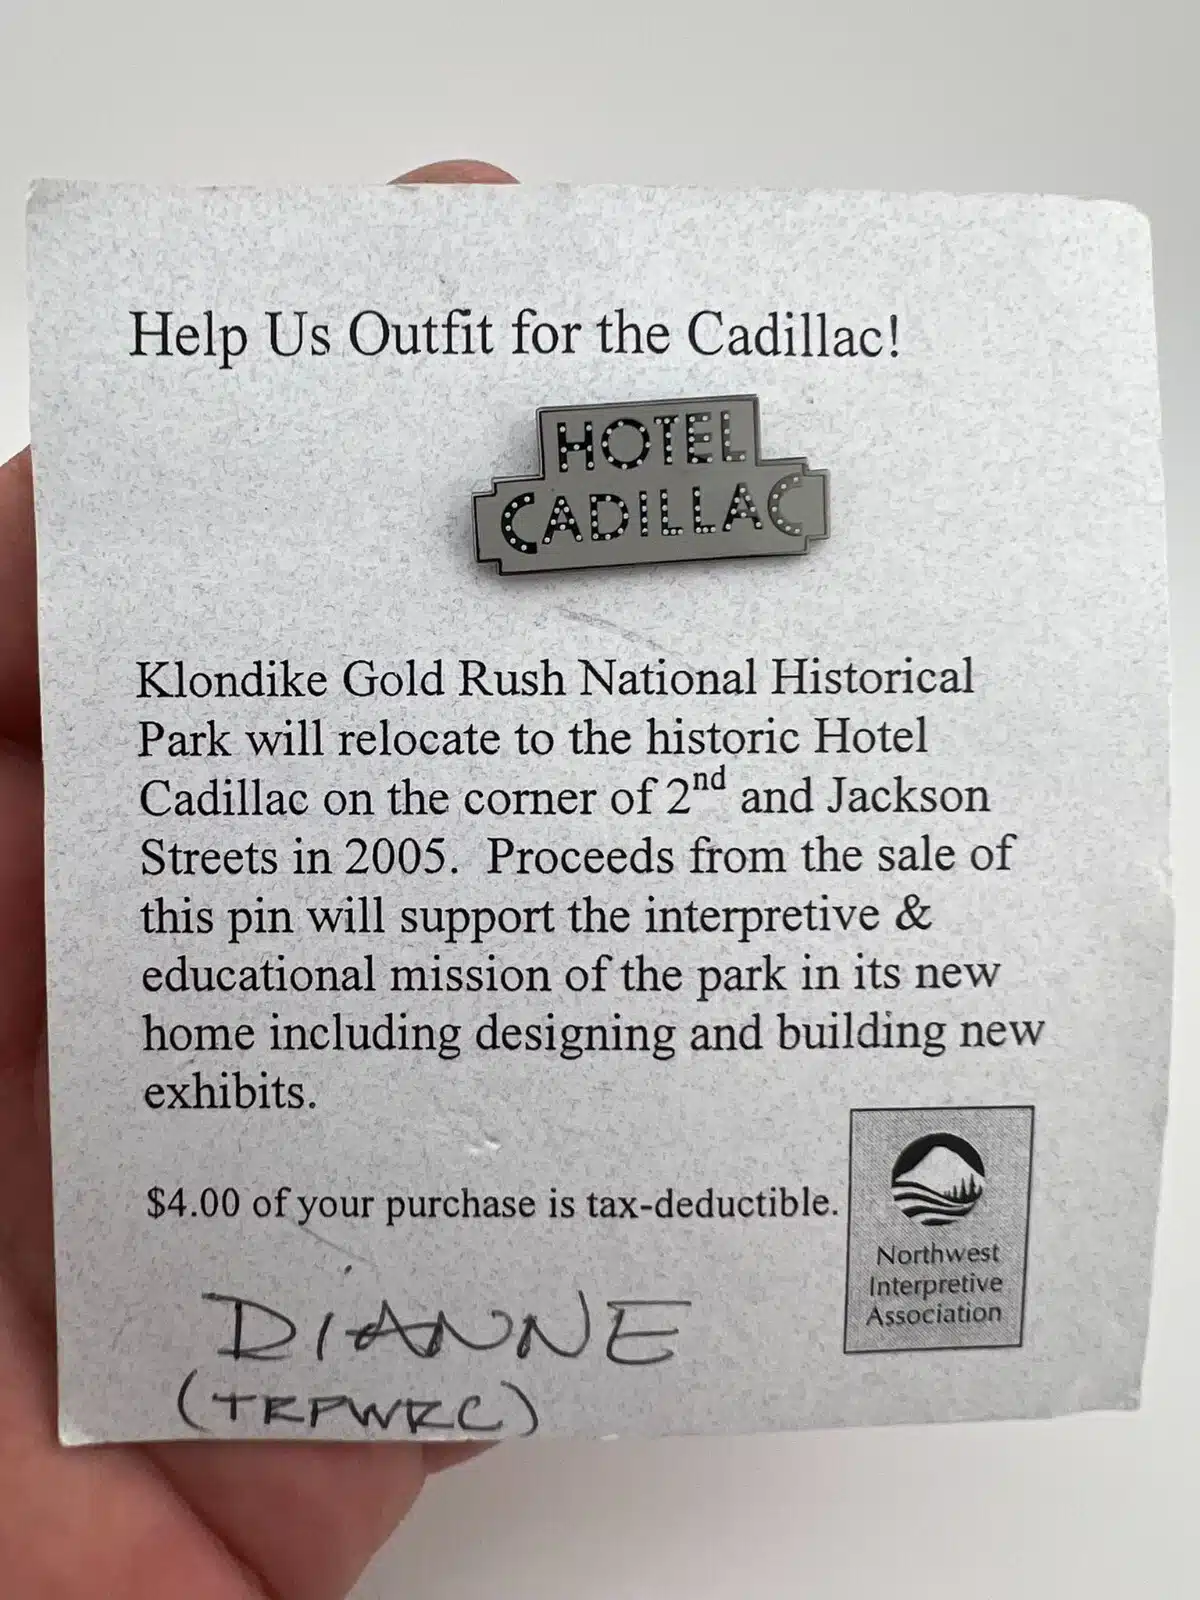 Help Us Outfit for the Cadillac!
HOTEL
CADILLAC
Klondike Gold Rush National Historical
Park will relocate to the historic Hotel
Cadillac on the corner of 2nd and Jackson
Streets in 2005. Proceeds from the sale of
this pin will support the interpretive &
educational mission of the park in its new
home including designing and building new
exhibits.
$4.00 of your purchase is tax-deductible.
Northwest
Interpretive
Association
DIANNE
(TRPWRC)